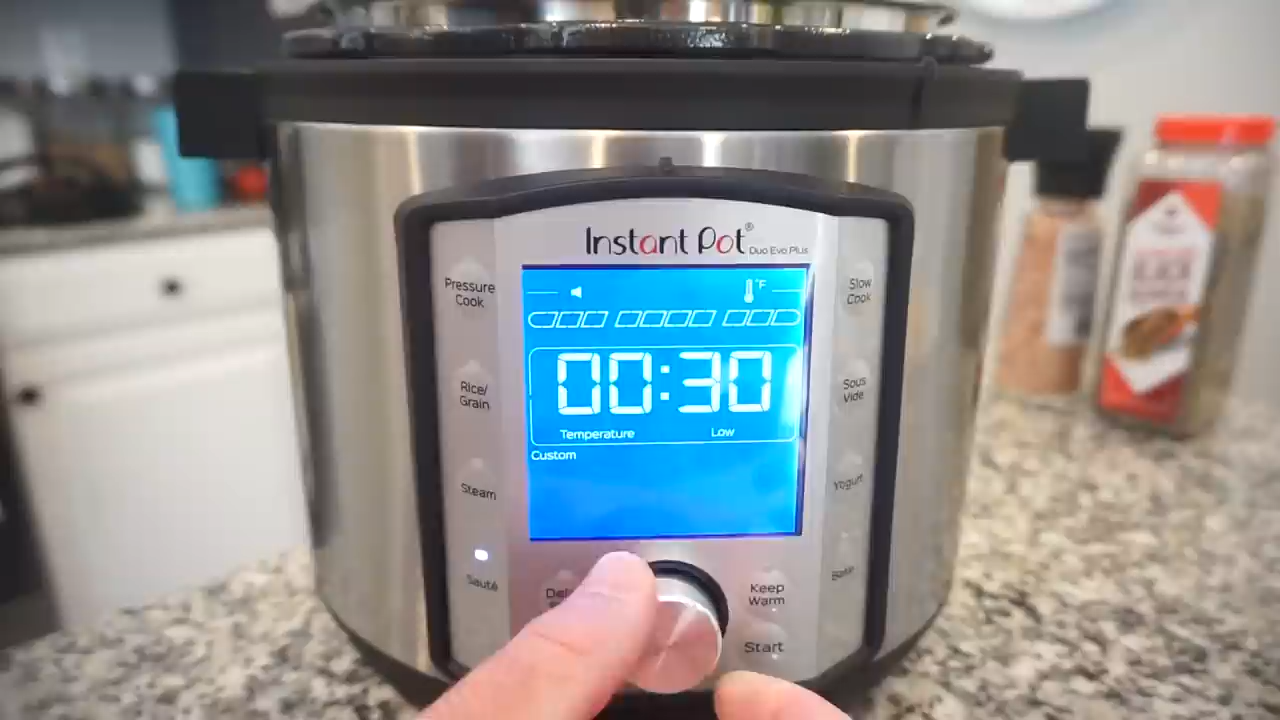 Instant Pot®
Duo Evo Plus
°F
00:30
Temperature Low
Custom
Pressure
Cook
Rice/
Grain
Steam
Sauté
Slow
Cook
Sous
Vide
Yogurt
Bake
Keep
Warm
Start